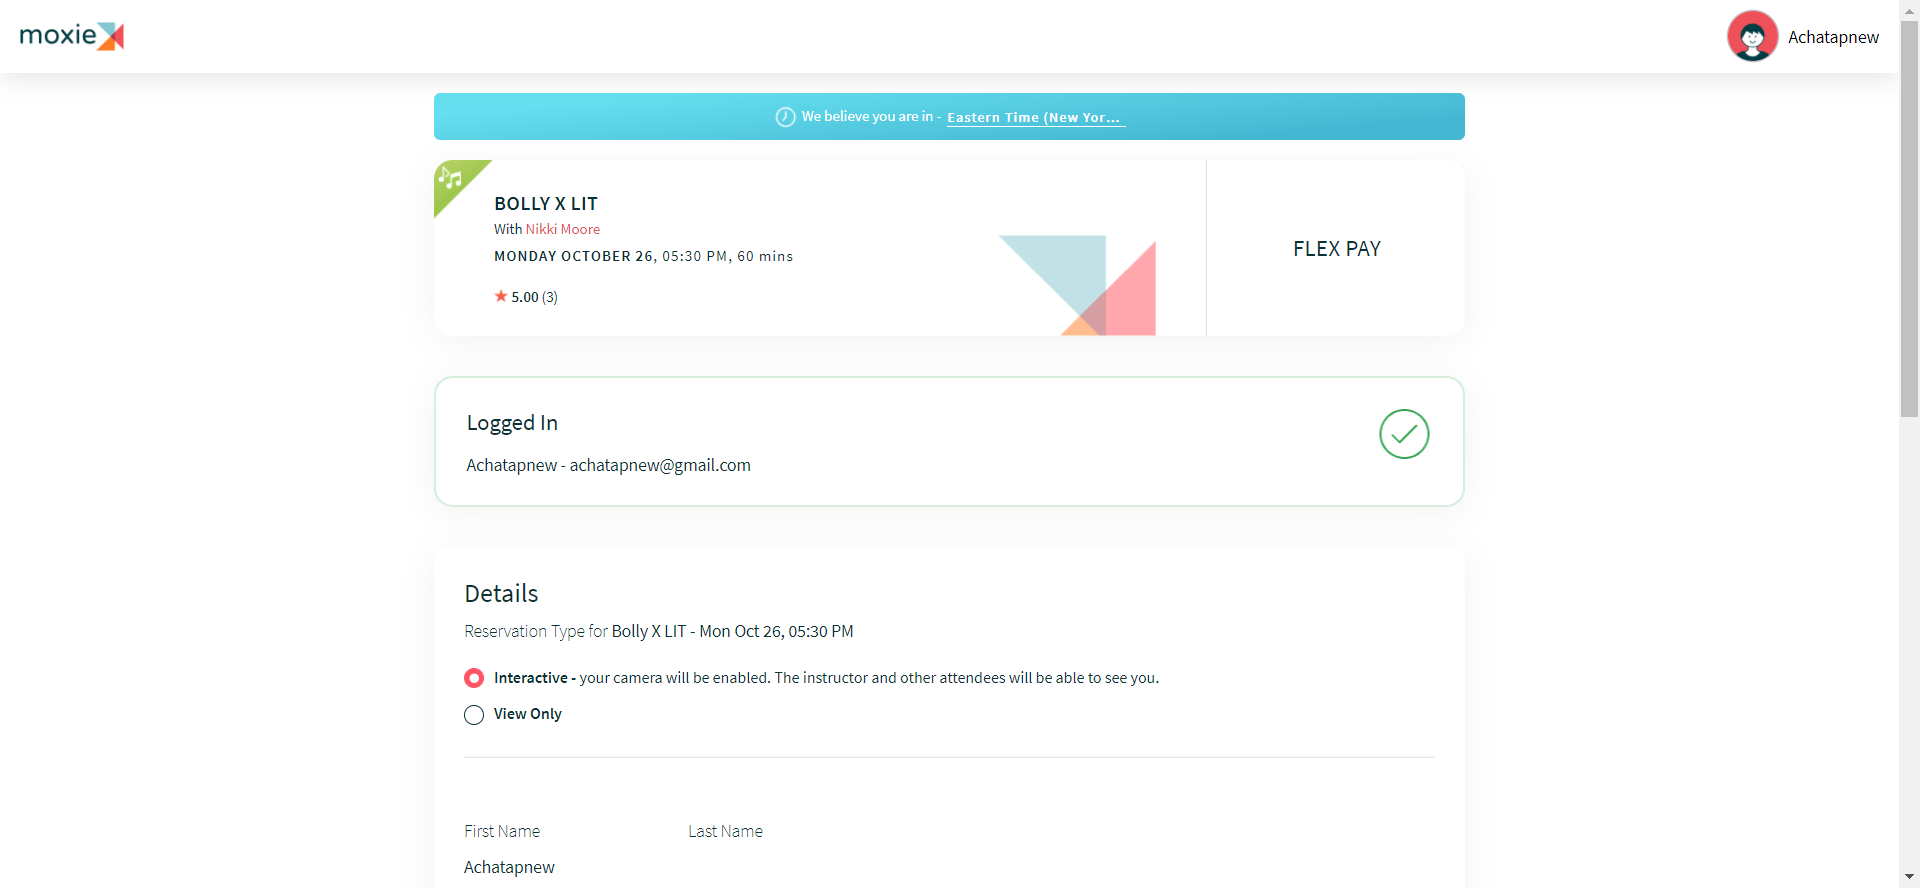 moxie
Achatapnew
We believe you are in - Eastern Time (New Yor...
BOLLY X LIT
With Nikki Moore
MONDAY OCTOBER 26, 05:30 PM, 60 mins
5.00 (3)
FLEX PAY
Logged In
Achatapnew - achatapnew@gmail.com
Details
Reservation Type for Bolly X LIT - Mon Oct 26, 05:30 PM
Interactive - your camera will be enabled. The instructor and other attendees will be able to see you.
View Only
First Name Last Name
Achatapnew